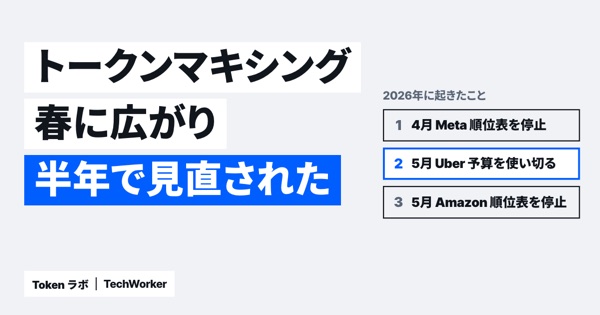 トークンマキシング
春に広がり
半年で見直された
2026年に起きたこと
1 4月 Meta 順位表を停止
2 5月 Uber 予算を使い切る
3 5月 Amazon 順位表を停止
Token ラボ | TechWorker